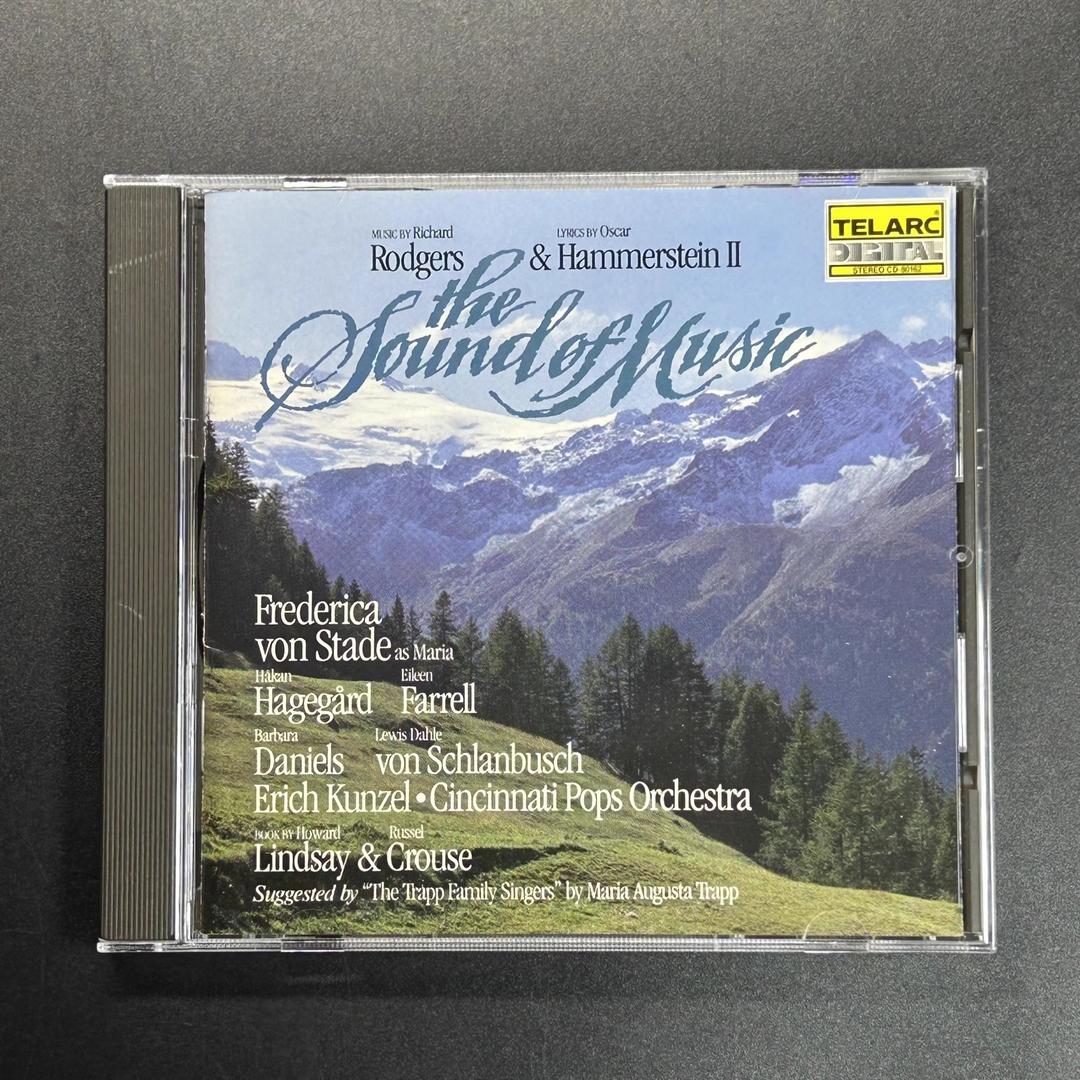 MUSIC BY Richard LYRICS BY Oscar
Rodgers & Hammerstein II
TELARC®
DIGITAL
STEREO CD-80162
the
Sound of Music
Frederica
von Stade as Maria
Håkan Eileen
Hagegård Farrell
Barbara Lewis Dahle
Daniels von Schlanbusch
Erich Kunzel • Cincinnati Pops Orchestra
BOOK BY Howard Russel
Lindsay & Crouse
Suggested by "The Trapp Family Singers" by Maria Augusta Trapp